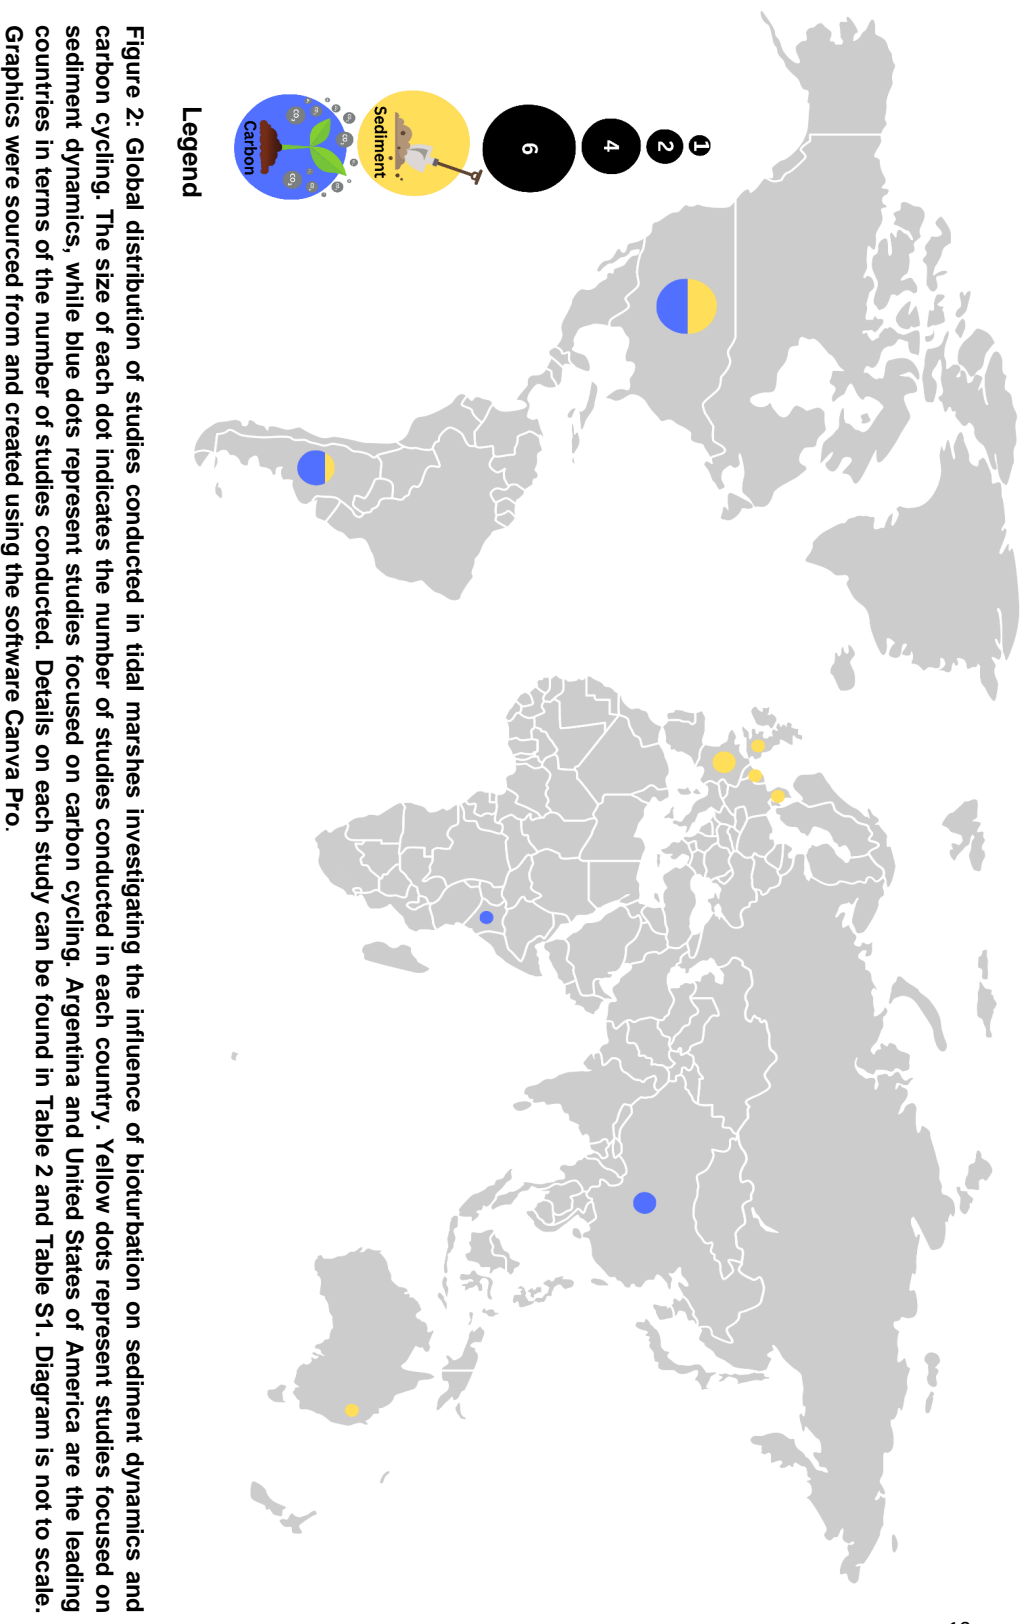 1
2
4
6
Sediment
CO₂
Carbon
Legend
Figure 2: Global distribution of studies conducted in tidal marshes investigating the influence of bioturbation on sediment dynamics and
carbon cycling. The size of each dot indicates the number of studies conducted in each country. Yellow dots represent studies focused on
sediment dynamics, while blue dots represent studies focused on carbon cycling. Argentina and United States of America are the leading
countries in terms of the number of studies conducted. Details on each study can be found in Table 2 and Table S1. Diagram is not to scale.
Graphics were sourced from and created using the software Canva Pro.